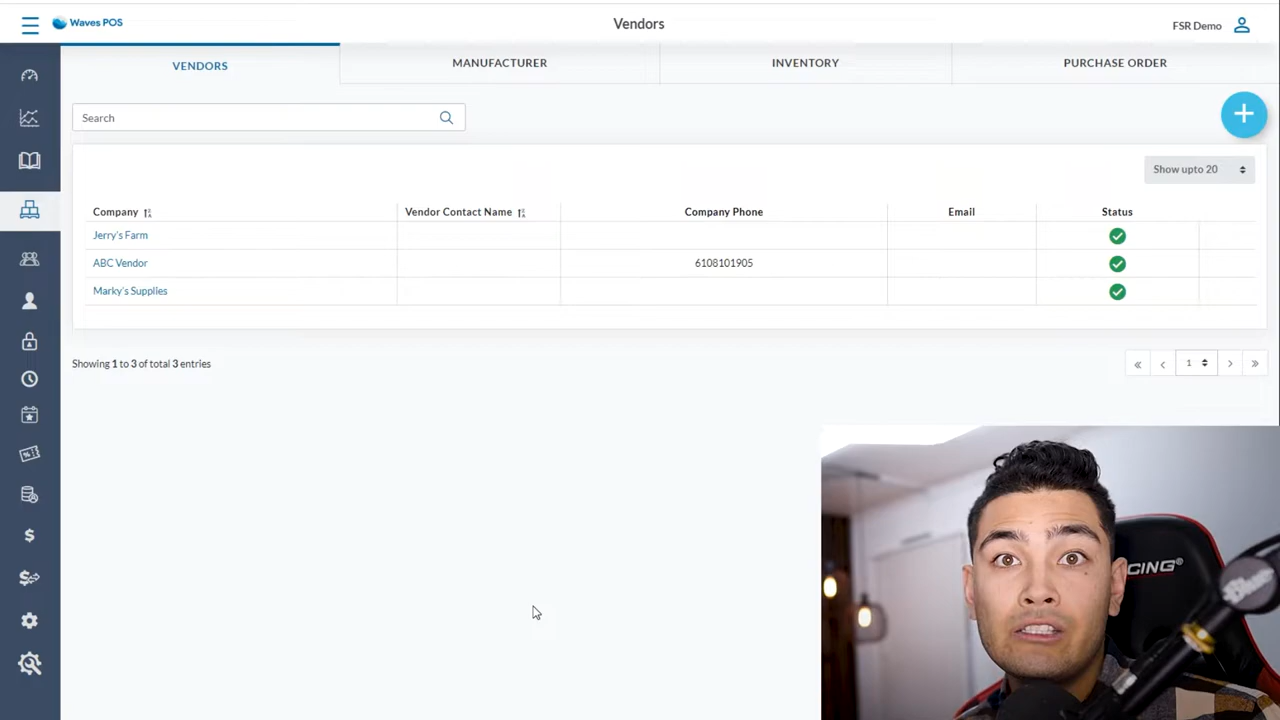 Waves POS
Vendors
FSR Demo
VENDORS
MANUFACTURER
INVENTORY
PURCHASE ORDER
Search
Show upto 20
Company
Vendor Contact Name
Company Phone
Email
Status
Jerry's Farm
ABC Vendor
6108101905
Marky's Supplies
Showing 1 to 3 of total 3 entries
«
‹
1
›
»
CING®